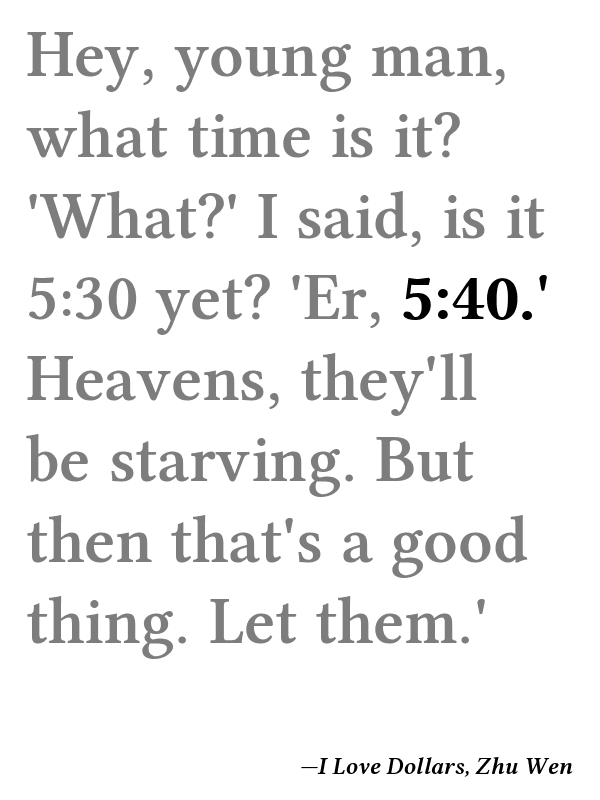 Hey, young man,
what time is it?
'What?' I said, is it
5:30 yet? 'Er, 5:40.'
Heavens, they'll
be starving. But
then that's a good
thing. Let them.'
—I Love Dollars, Zhu Wen